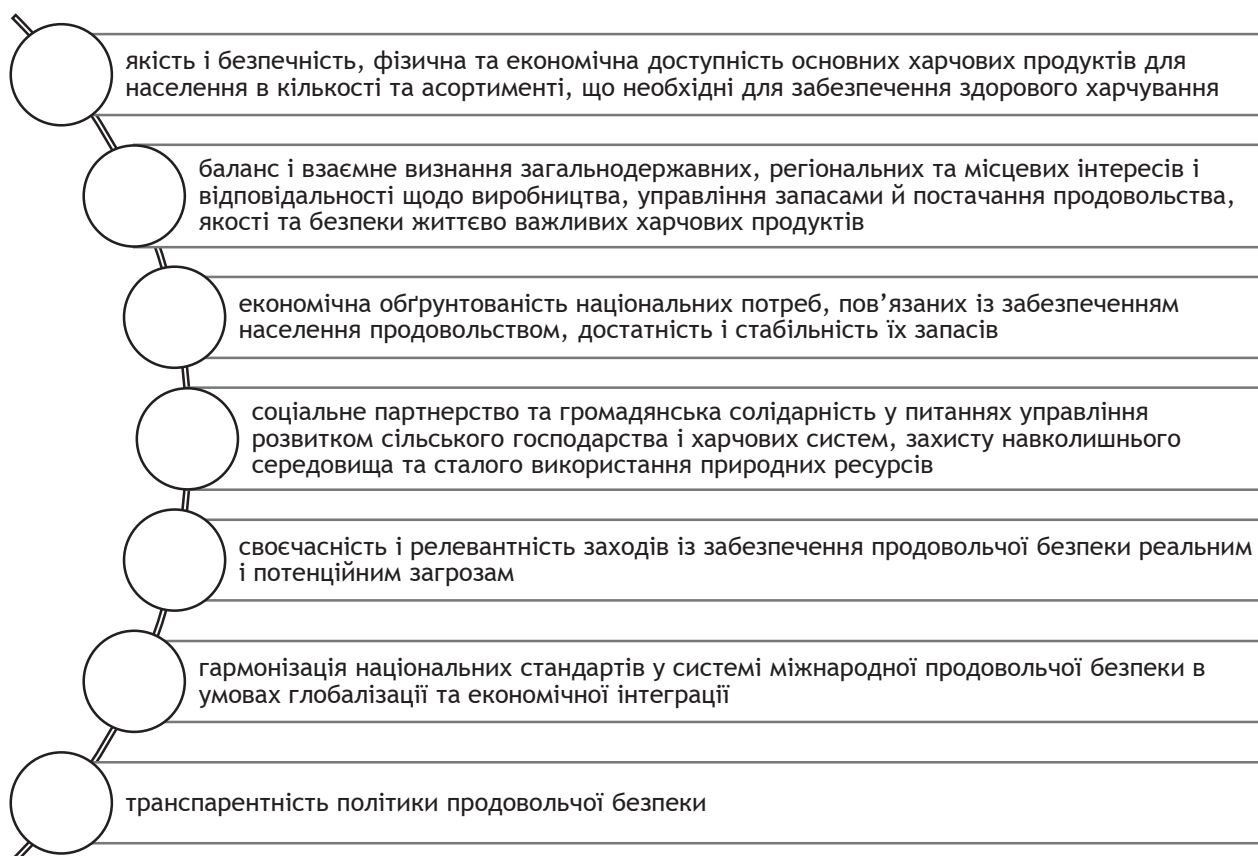 якість і безпечність, фізична та економічна доступність основних харчових продуктів для
населення в кількості та асортименті, що необхідні для забезпечення здорового харчування
баланс і взаємне визнання загальнодержавних, регіональних та місцевих інтересів і
відповідальності щодо виробництва, управління запасами й постачання продовольства,
якості та безпеки життєво важливих харчових продуктів
економічна обґрунтованість національних потреб, пов’язаних із забезпеченням
населення продовольством, достатність і стабільність їх запасів
соціальне партнерство та громадянська солідарність у питаннях управління
розвитком сільського господарства і харчових систем, захисту навколишнього
середовища та сталого використання природних ресурсів
своєчасність і релевантність заходів із забезпечення продовольчої безпеки реальним
і потенційним загрозам
гармонізація національних стандартів у системі міжнародної продовольчої безпеки в
умовах глобалізації та економічної інтеграції
транспарентність політики продовольчої безпеки